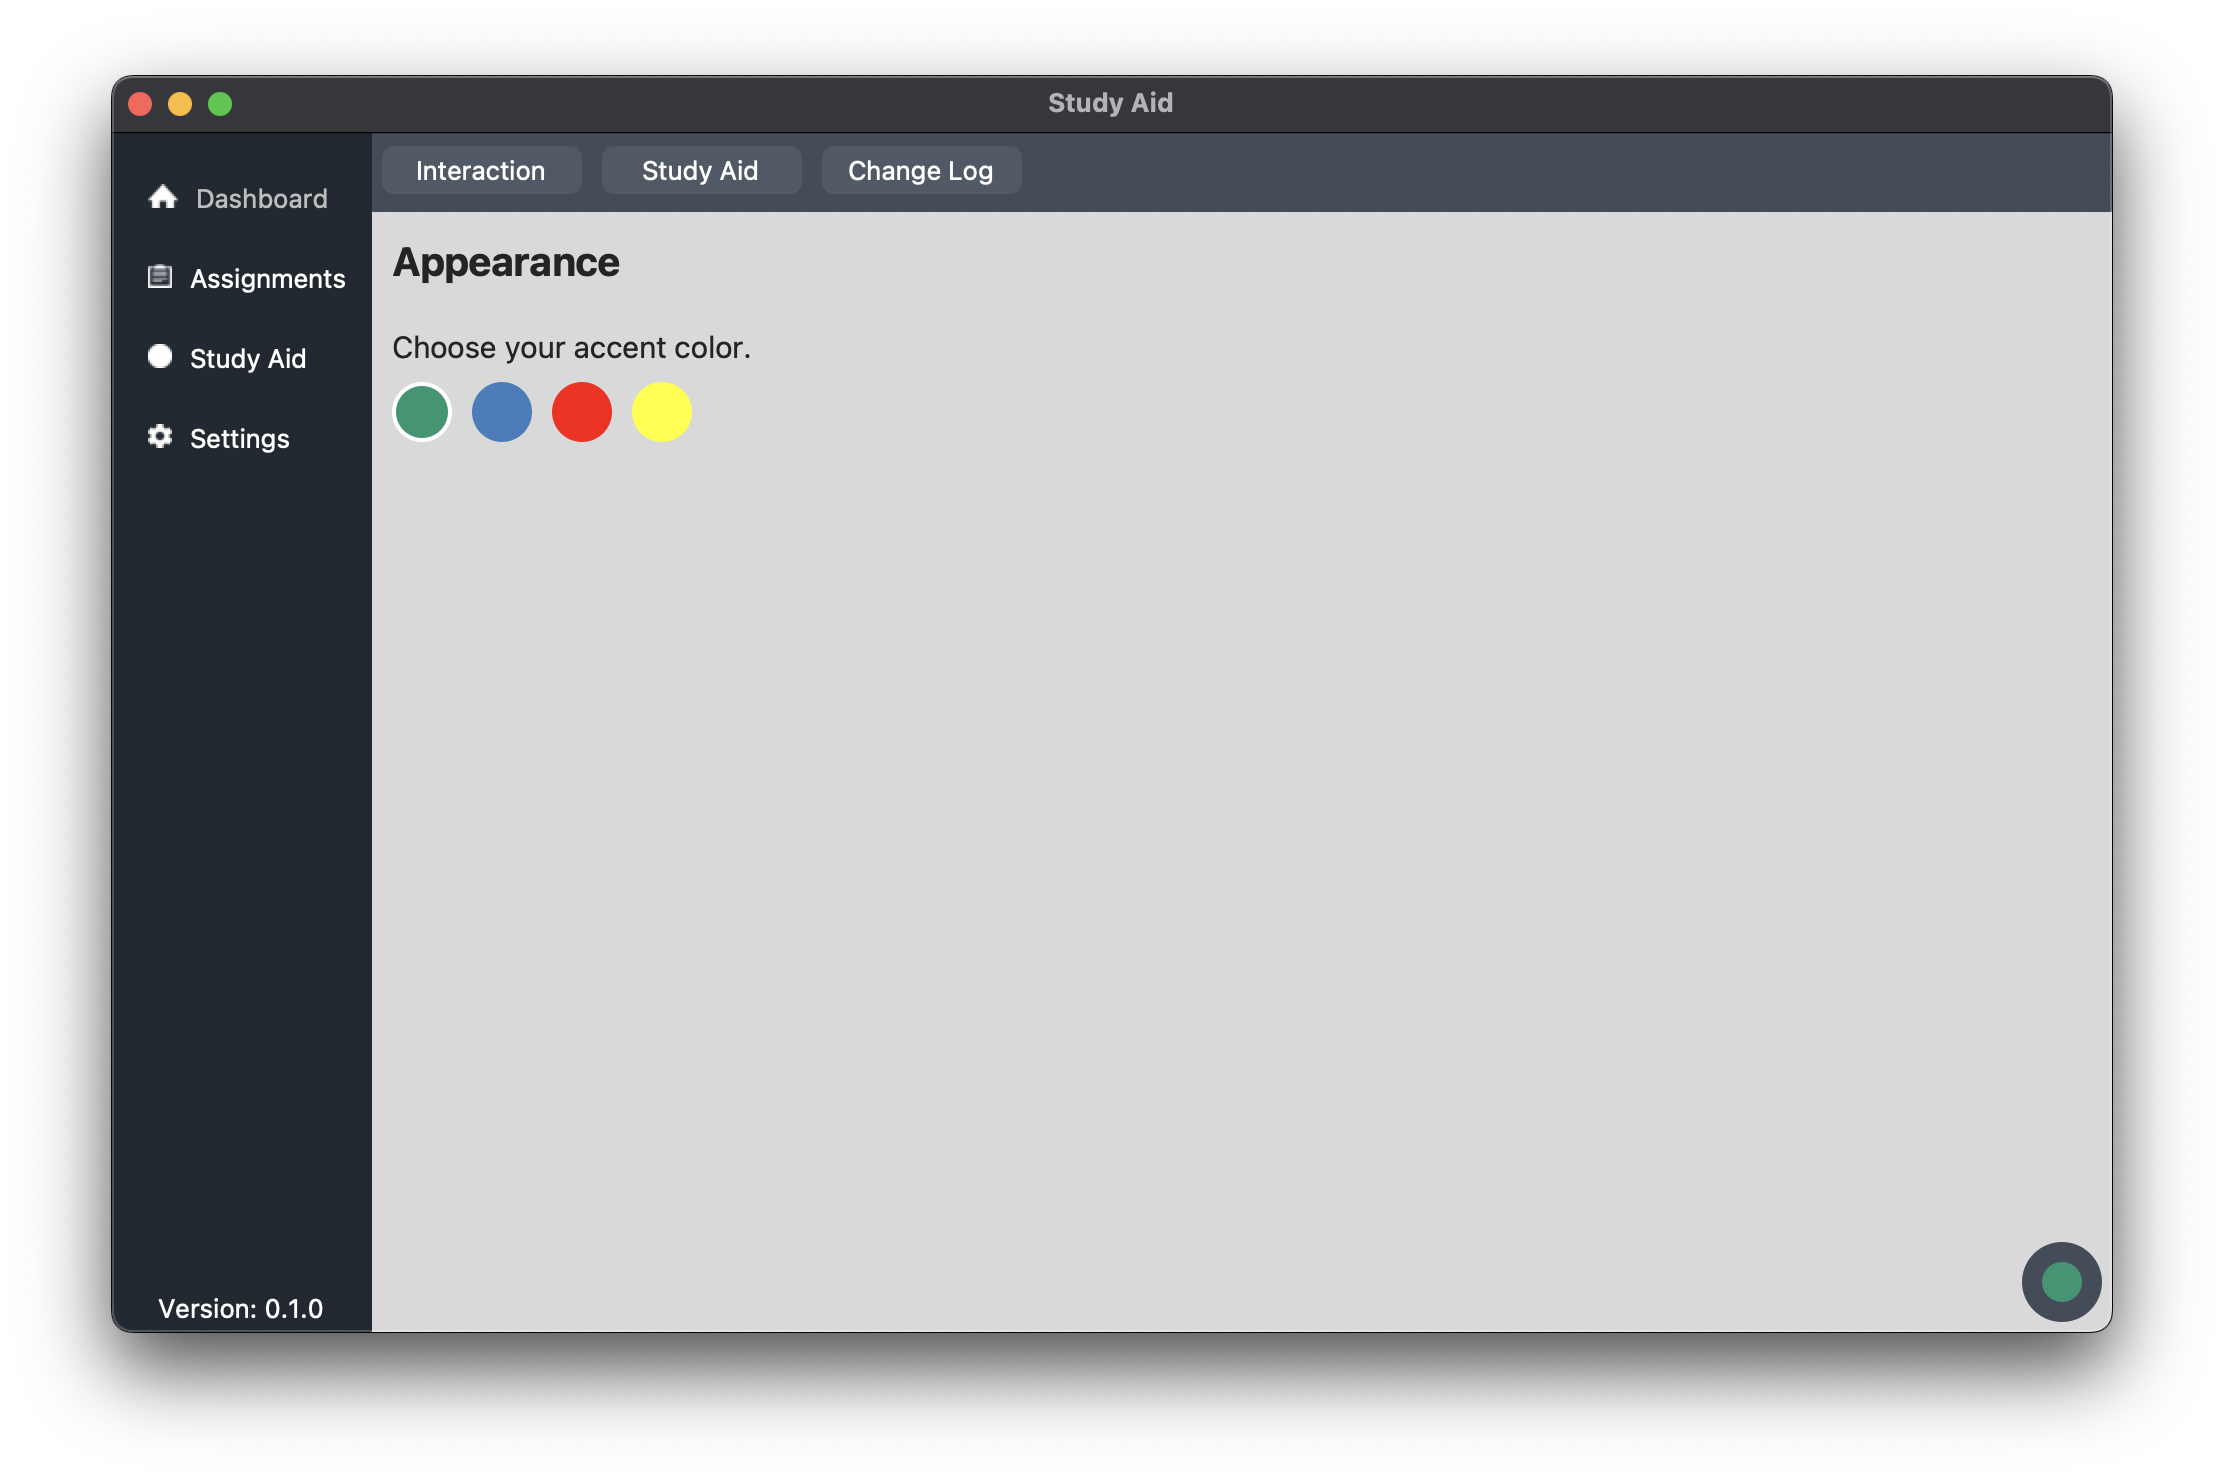 Study Aid
Dashboard
Assignments
Study Aid
Settings
Version: 0.1.0
Interaction
Study Aid
Change Log
Appearance
Choose your accent color.